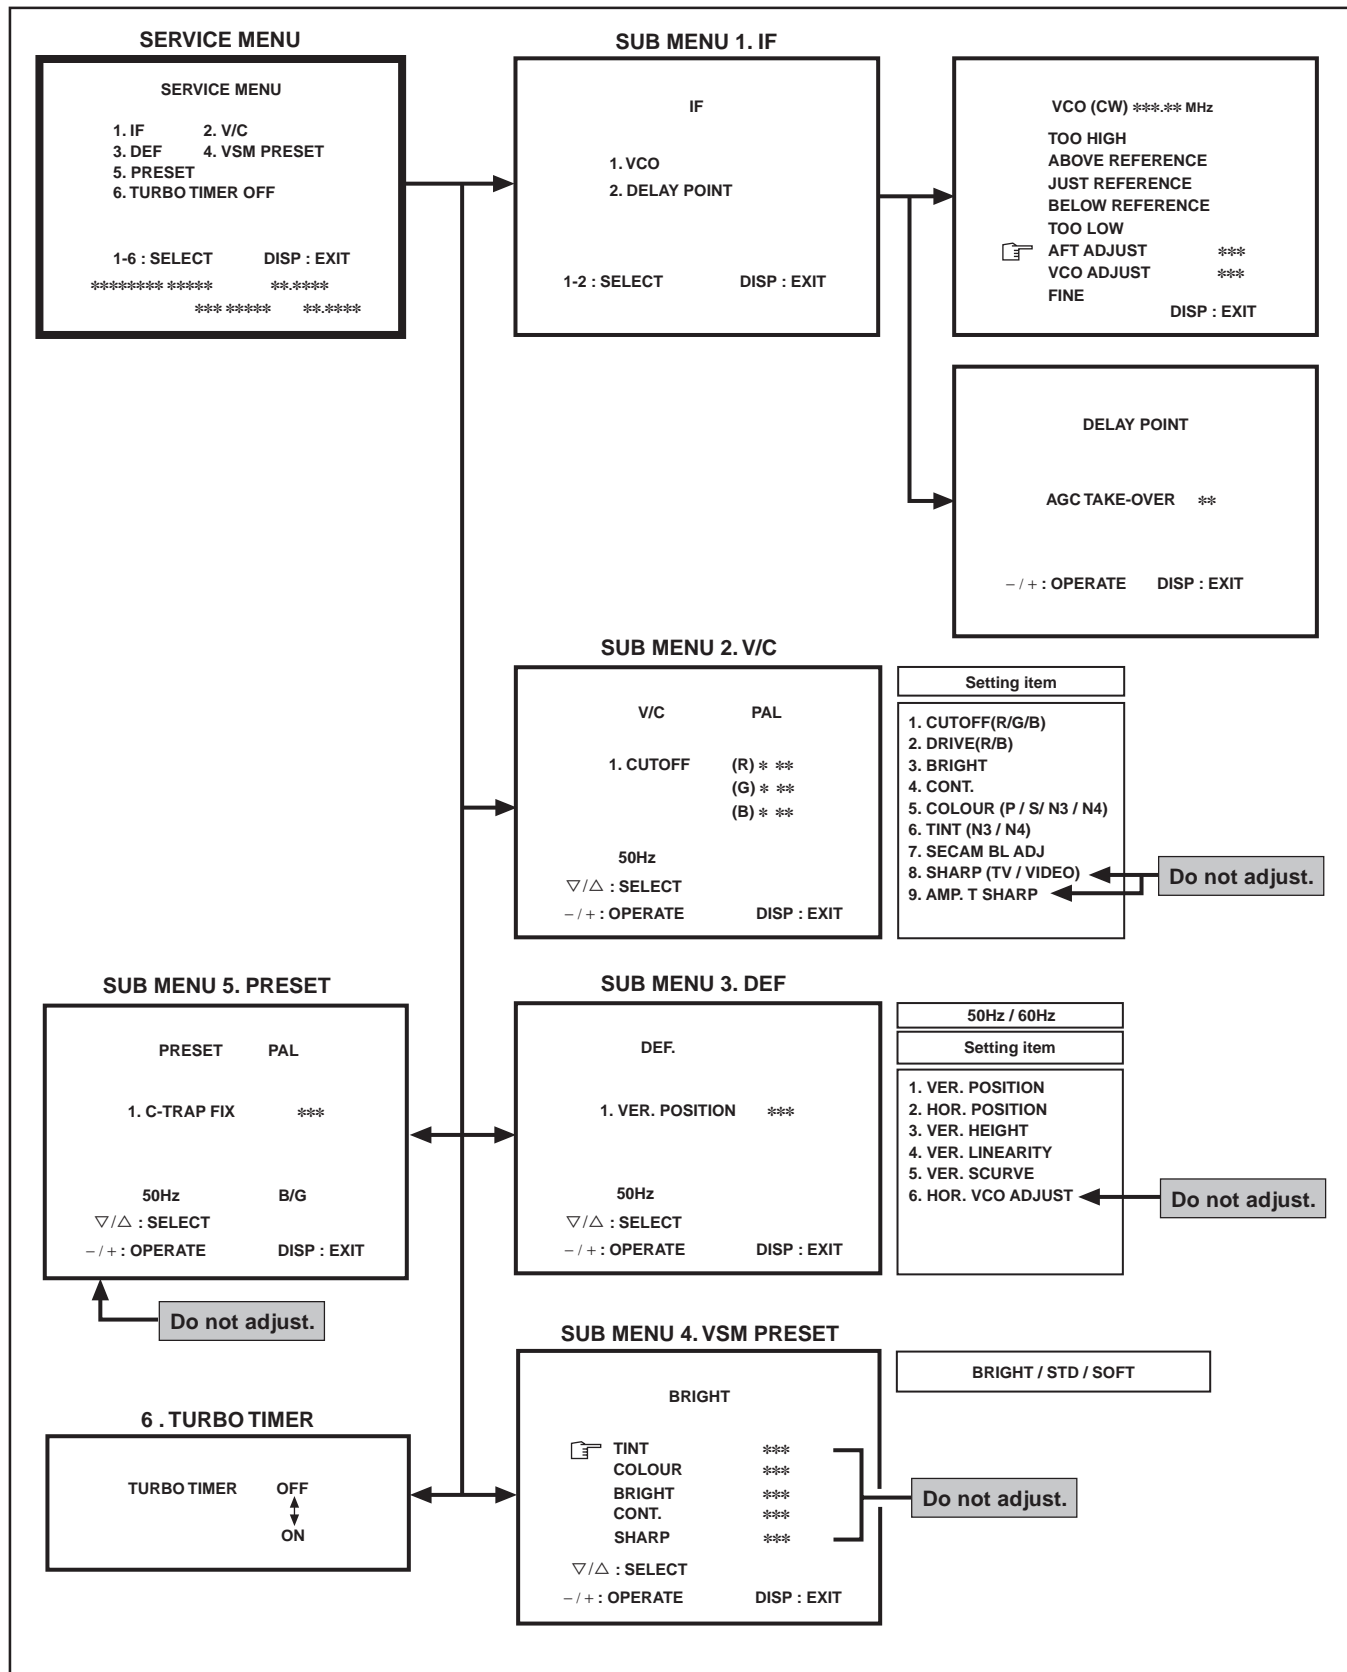 SERVICE MENU
SERVICE MENU
1. IF 2. V/C
3. DEF 4. VSM PRESET
5. PRESET
6. TURBO TIMER OFF
1-6 : SELECT DISP : EXIT
******** ***** **.****
*** ***** **.****
SUB MENU 1. IF
IF
1. VCO
2. DELAY POINT
1-2 : SELECT DISP : EXIT
VCO (CW) ***.** MHz
TOO HIGH
ABOVE REFERENCE
JUST REFERENCE
BELOW REFERENCE
TOO LOW
☞ AFT ADJUST ***
VCO ADJUST ***
FINE
DISP : EXIT
DELAY POINT
AGC TAKE-OVER **
– / + : OPERATE DISP : EXIT
SUB MENU 2. V/C
V/C PAL
1. CUTOFF (R) * **
(G) * **
(B) * **
50Hz
▽/△ : SELECT
– / + : OPERATE DISP : EXIT
Setting item
1. CUTOFF(R/G/B)
2. DRIVE(R/B)
3. BRIGHT
4. CONT.
5. COLOUR (P / S/ N3 / N4)
6. TINT (N3 / N4)
7. SECAM BL ADJ
8. SHARP (TV / VIDEO)
9. AMP. T SHARP
Do not adjust.
SUB MENU 5. PRESET
PRESET PAL
1. C-TRAP FIX ***
50Hz B/G
▽/△ : SELECT
– / + : OPERATE DISP : EXIT
Do not adjust.
SUB MENU 3. DEF
DEF.
1. VER. POSITION ***
50Hz
▽/△ : SELECT
– / + : OPERATE DISP : EXIT
50Hz / 60Hz
Setting item
1. VER. POSITION
2. HOR. POSITION
3. VER. HEIGHT
4. VER. LINEARITY
5. VER. SCURVE
6. HOR. VCO ADJUST
Do not adjust.
6 . TURBO TIMER
TURBO TIMER OFF
ON
SUB MENU 4. VSM PRESET
BRIGHT
☞ TINT ***
COLOUR ***
BRIGHT ***
CONT. ***
SHARP ***
▽/△ : SELECT
– / + : OPERATE DISP : EXIT
BRIGHT / STD / SOFT
Do not adjust.